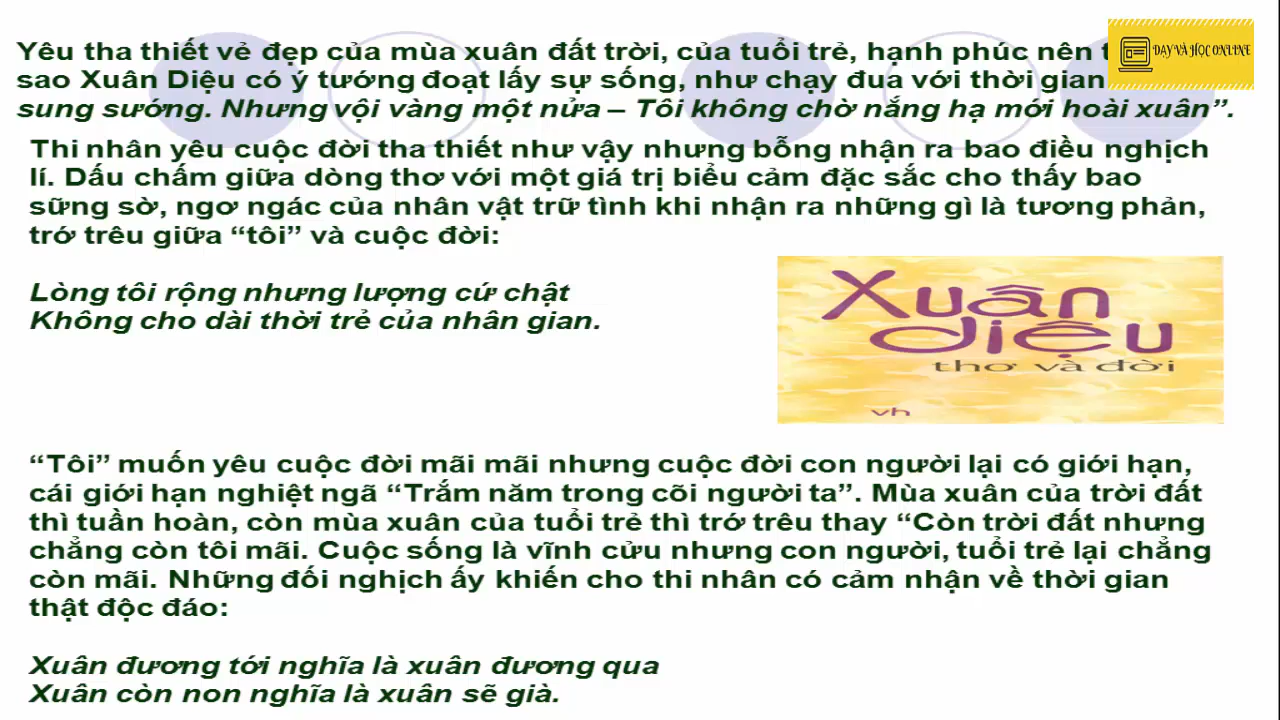 Yêu tha thiết vẻ đẹp của mùa xuân đất trời, của tuổi trẻ, hạnh phúc nên
sao Xuân Diệu có ý tướng đoạt lấy sự sống, như chạy đua với thời gian
sung sướng. Nhưng vội vàng một nửa – Tôi không chờ nắng hạ mới hoài xuân”.
DẠY VÀ HỌC ONLINE
Thi nhân yêu cuộc đời tha thiết như vậy nhưng bỗng nhận ra bao điều nghịch
lí. Dấu chấm giữa dòng thơ với một giá trị biểu cảm đặc sắc cho thấy bao
sững sờ, ngơ ngác của nhân vật trữ tình khi nhận ra những gì là tương phản,
trớ trêu giữa “tôi” và cuộc đời:
Lòng tôi rộng nhưng lượng cứ chật
Không cho dài thời trẻ của nhân gian.
Xuân
diệu
thơ và đời
vh
“Tôi” muốn yêu cuộc đời mãi mãi nhưng cuộc đời con người lại có giới hạn,
cái giới hạn nghiệt ngã “Trắm năm trong cõi người ta”. Mùa xuân của trời đất
thì tuần hoàn, còn mùa xuân của tuổi trẻ thì trớ trêu thay “Còn trời đất nhưng
chẳng còn tôi mãi. Cuộc sống là vĩnh cửu nhưng con người, tuổi trẻ lại chẳng
còn mãi. Những đối nghịch ấy khiến cho thi nhân có cảm nhận về thời gian
thật độc đáo:
Xuân đương tới nghĩa là xuân đương qua
Xuân còn non nghĩa là xuân sẽ già.